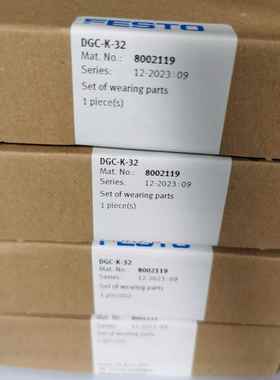 FESTO
DGC-K-32
Mat. No.: 8002119
Series: 12-2023:09
Set of wearing parts
1 piece(s)
DGC-K-32
Mat. No.: 8002119
Series: 12-2023:09
Set of wearing parts
1 piece(s)
FESTO
DGC-K-32
Mat. No.: 8002119
Series: 12-2023:09
Set of wearing parts
1 piece(s)